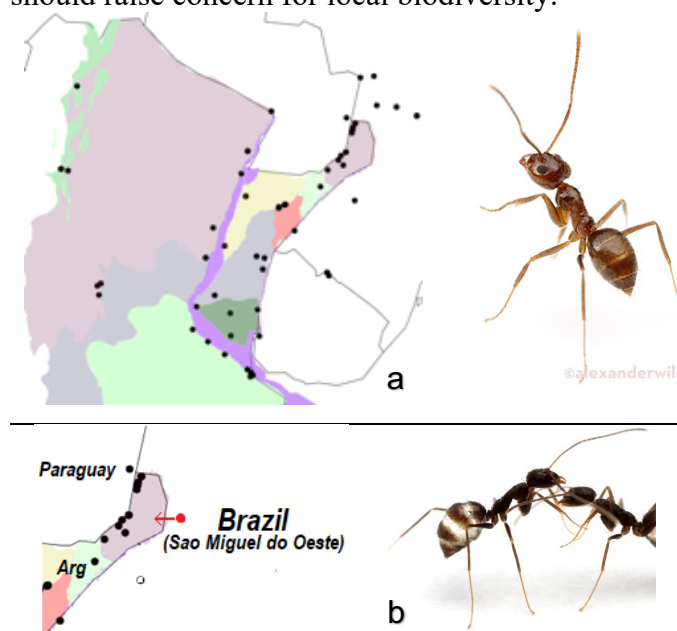 should raise concern for local biodiversity.
a
©alexanderwil
Paraguay
Brazil
(Sao Miguel do Oeste)
Arg
b